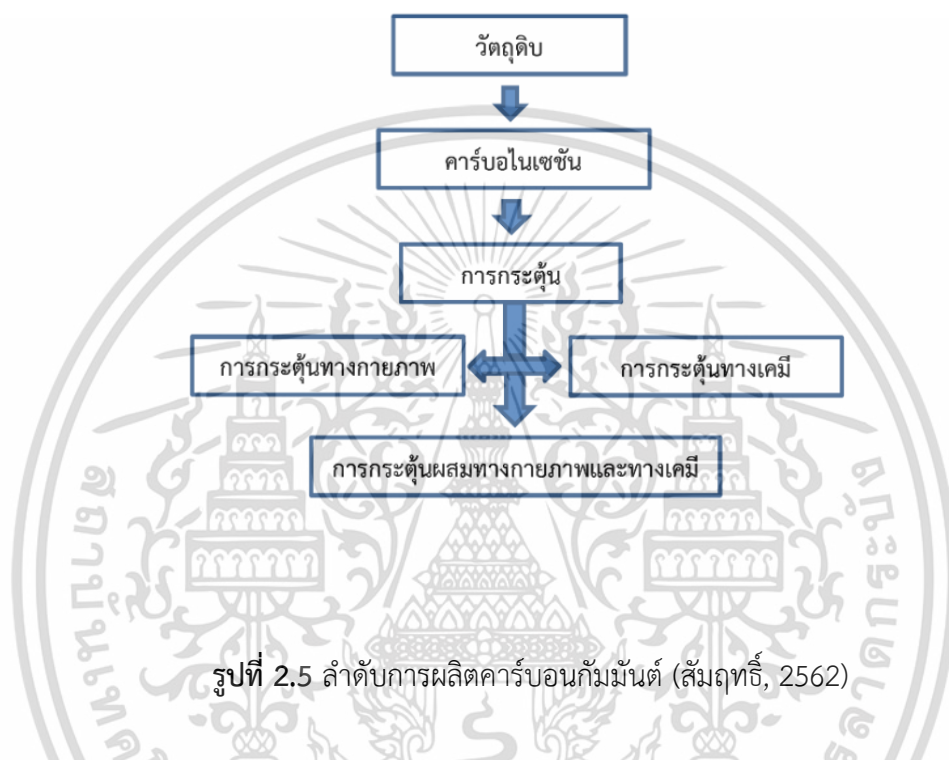 วัตถุดิบ
คาร์บอไนเซชัน
การกระตุ้น
การกระตุ้นทางกายภาพ
การกระตุ้นทางเคมี
การกระตุ้นผสมทางกายภาพและทางเคมี
รูปที่ 2.5 ลำดับการผลิตคาร์บอนกัมมันต์ (สัมฤทธิ์, 2562)